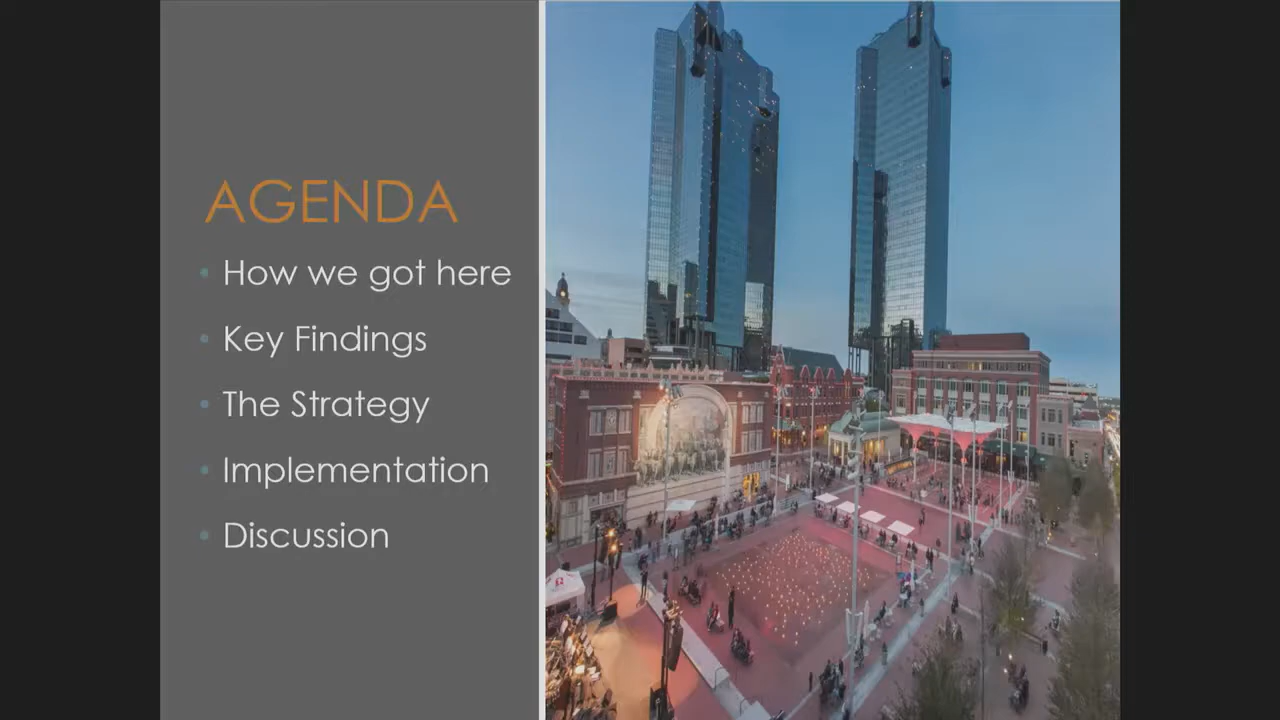 AGENDA
• How we got here
• Key Findings
• The Strategy
• Implementation
• Discussion